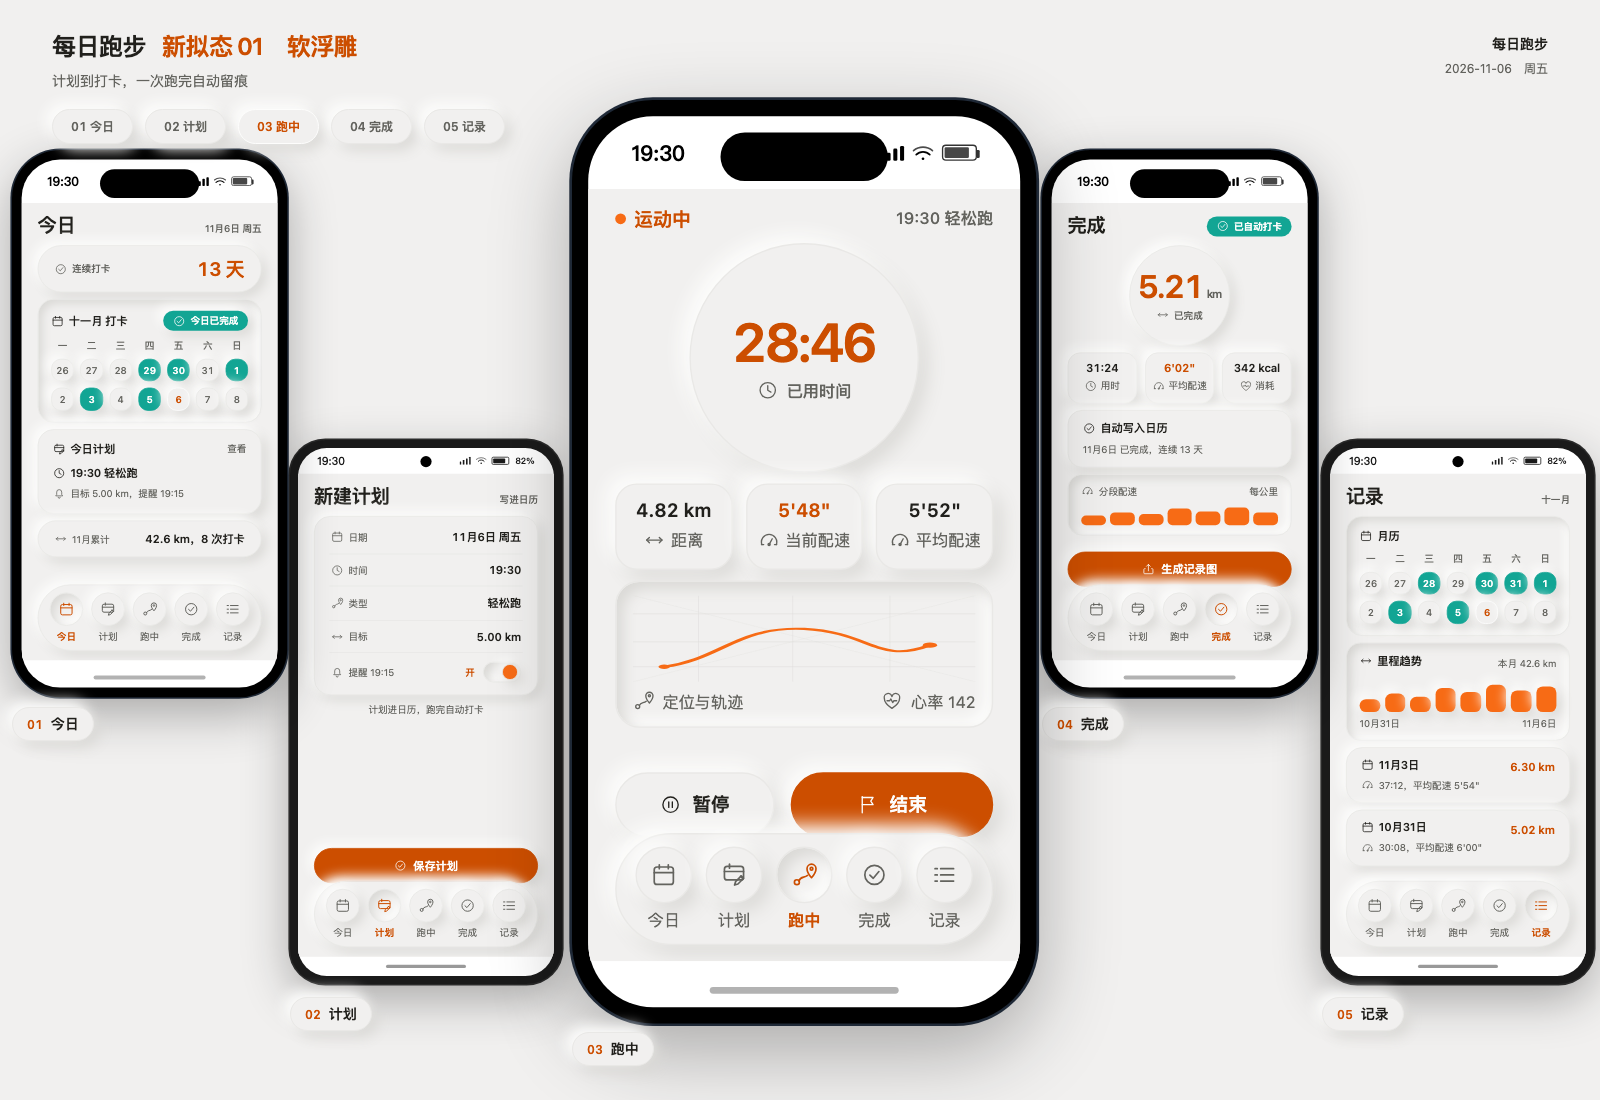 每日跑步 新拟态 01 软浮雕
计划到打卡，一次跑完自动留痕
每日跑步
2026-11-06 周五
01 今日
02 计划
03 跑中
04 完成
05 记录
19:30
今日
11月6日 周五
连续打卡
13 天
十一月 打卡
今日已完成
一 二 三 四 五 六 日
26 27 28 29 30 31 1
2 3 4 5 6 7 8
今日计划
查看
19:30 轻松跑
目标 5.00 km，提醒 19:15
11月累计
42.6 km，8 次打卡
今日 计划 跑中 完成 记录
01 今日
19:30
82%
新建计划
写进日历
日期
11月6日 周五
时间
19:30
类型
轻松跑
目标
5.00 km
提醒 19:15
开
计划进日历，跑完自动打卡
保存计划
今日 计划 跑中 完成 记录
02 计划
19:30
运动中
19:30 轻松跑
28:46
已用时间
4.82 km
距离
5'48"
当前配速
5'52"
平均配速
定位与轨迹
心率 142
暂停
结束
今日 计划 跑中 完成 记录
03 跑中
19:30
完成
已自动打卡
5.21 km
已完成
31:24
用时
6'02"
平均配速
342 kcal
消耗
自动写入日历
11月6日 已完成，连续 13 天
分段配速
每公里
生成记录图
今日 计划 跑中 完成 记录
04 完成
19:30
82%
记录
十一月
月历
一 二 三 四 五 六 日
26 27 28 29 30 31 1
2 3 4 5 6 7 8
里程趋势
本月 42.6 km
10月31日
11月6日
11月3日
6.30 km
37:12，平均配速 5'54"
10月31日
5.02 km
30:08，平均配速 6'00"
今日 计划 跑中 完成 记录
05 记录